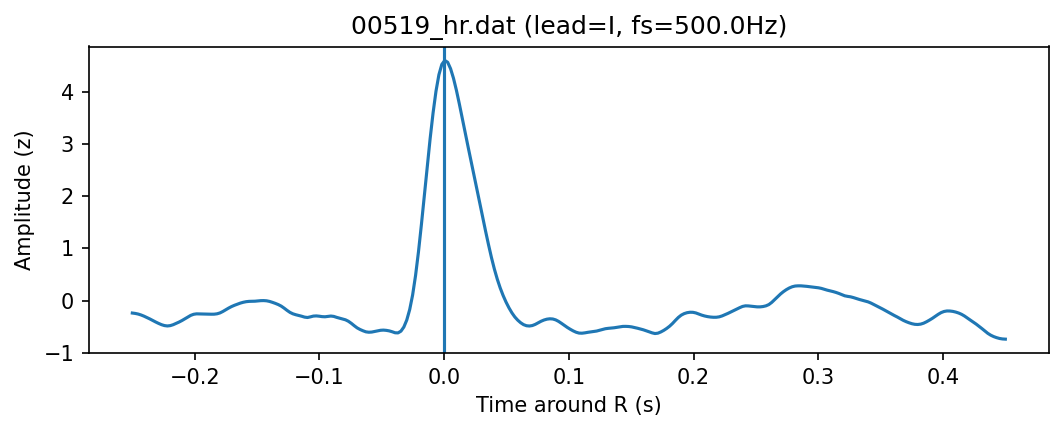 00519_hr.dat (lead=I, fs=500.0Hz)
Amplitude (z)
4
3
2
1
0
−1
−0.2 −0.1 0.0 0.1 0.2 0.3 0.4
Time around R (s)